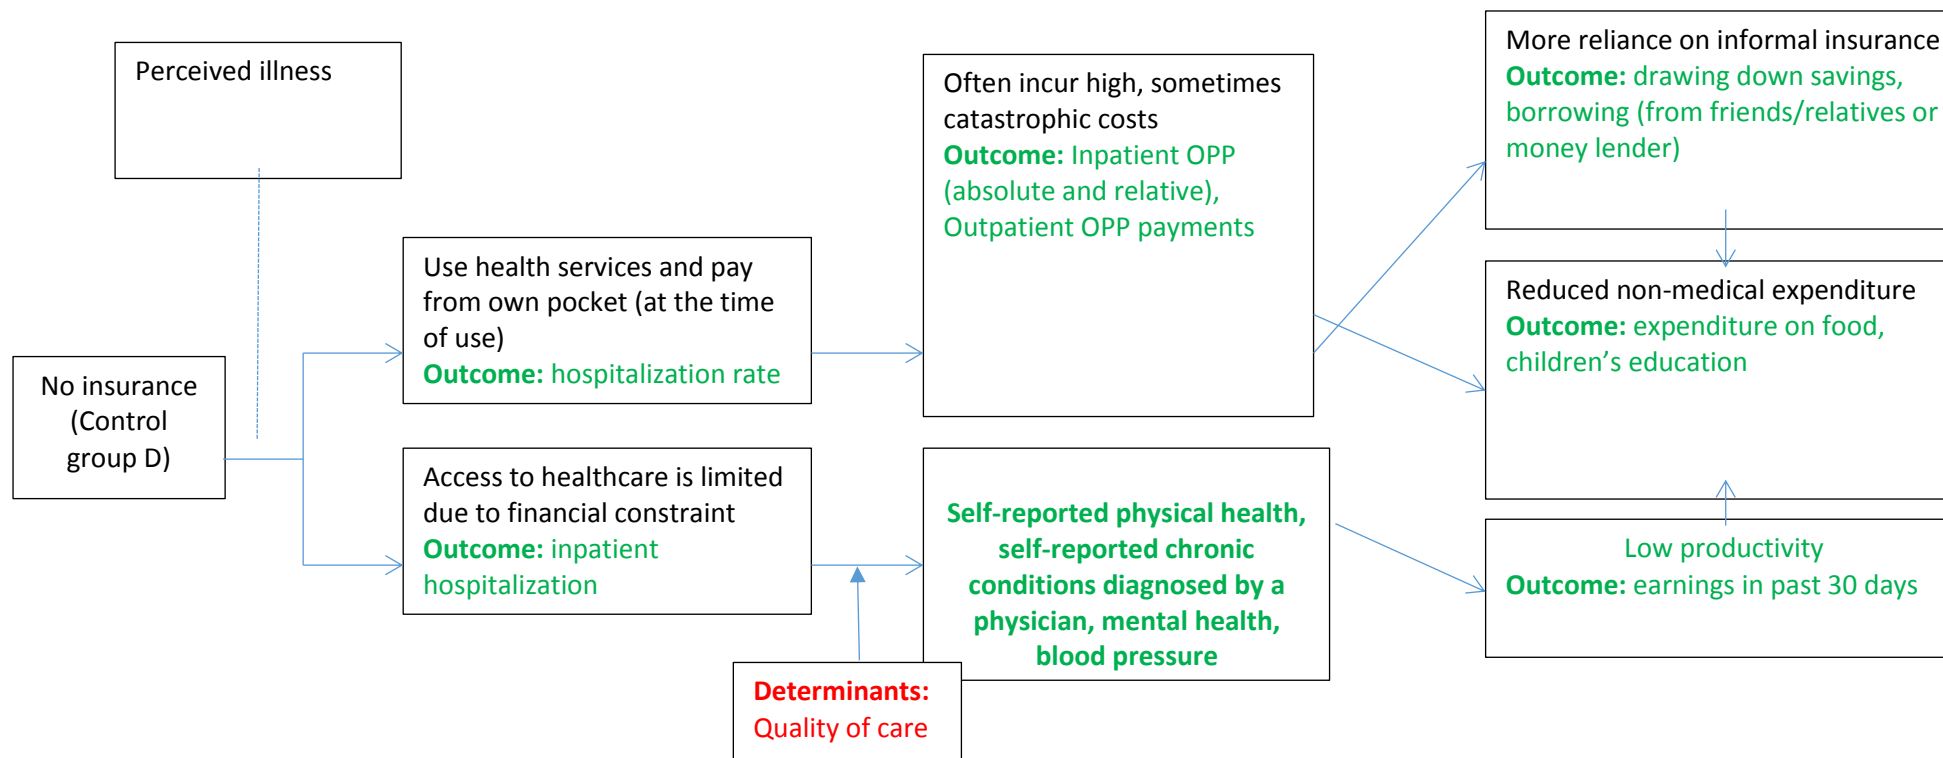 Perceived illness
No insurance
(Control
group D)
Use health services and pay
from own pocket (at the time
of use)
Outcome: hospitalization rate
Access to healthcare is limited
due to financial constraint
Outcome: inpatient
hospitalization
Determinants:
Quality of care
Often incur high, sometimes
catastrophic costs
Outcome: Inpatient OPP
(absolute and relative),
Outpatient OPP payments
Self-reported physical health,
self-reported chronic
conditions diagnosed by a
physician, mental health,
blood pressure
More reliance on informal insurance
Outcome: drawing down savings,
borrowing (from friends/relatives or
money lender)
Reduced non-medical expenditure
Outcome: expenditure on food,
children’s education
Low productivity
Outcome: earnings in past 30 days